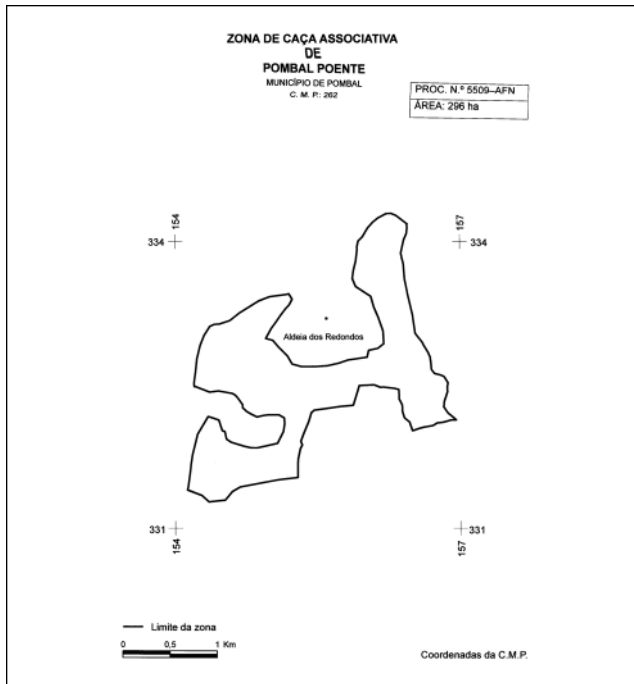 ZONA DE CAÇA ASSOCIATIVA
DE
POMBAL POENTE
MUNICÍPIO DE POMBAL
C. M. P.: 262
PROC. N.º 5509–AFN
ÁREA: 296 ha
154
157
334
334
Aldeia dos Redondos
331
331
154
157
Limite da zona
0 0,5 1 Km
Coordenadas da C.M.P.